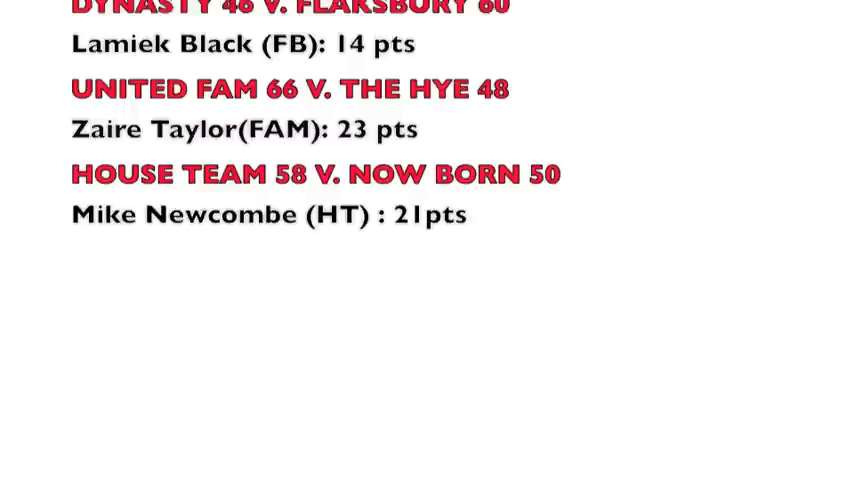 DYNASTY 46 V. FLAKSBURY 60
Lamiek Black (FB): 14 pts
UNITED FAM 66 V. THE HYE 48
Zaire Taylor(FAM): 23 pts
HOUSE TEAM 58 V. NOW BORN 50
Mike Newcombe (HT) : 21pts